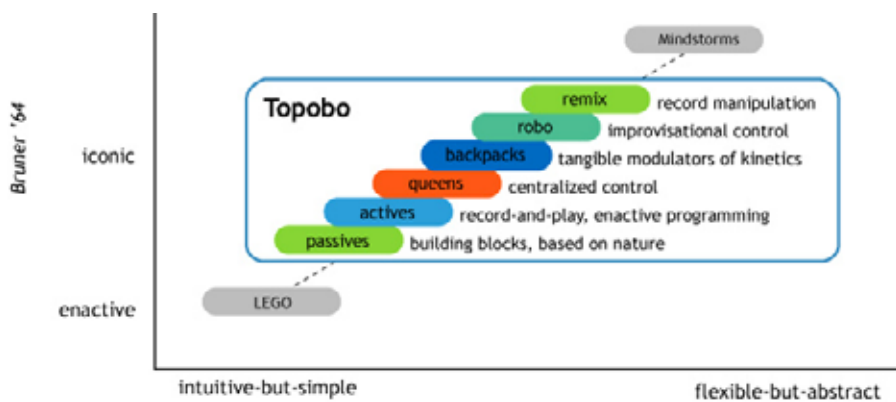 Mindstorms
Topobo
remix record manipulation
robo improvisational control
Bruner '64
iconic
backpacks tangible modulators of kinetics
queens centralized control
actives record-and-play, enactive programming
passives building blocks, based on nature
enactive
LEGO
intuitive-but-simple
flexible-but-abstract